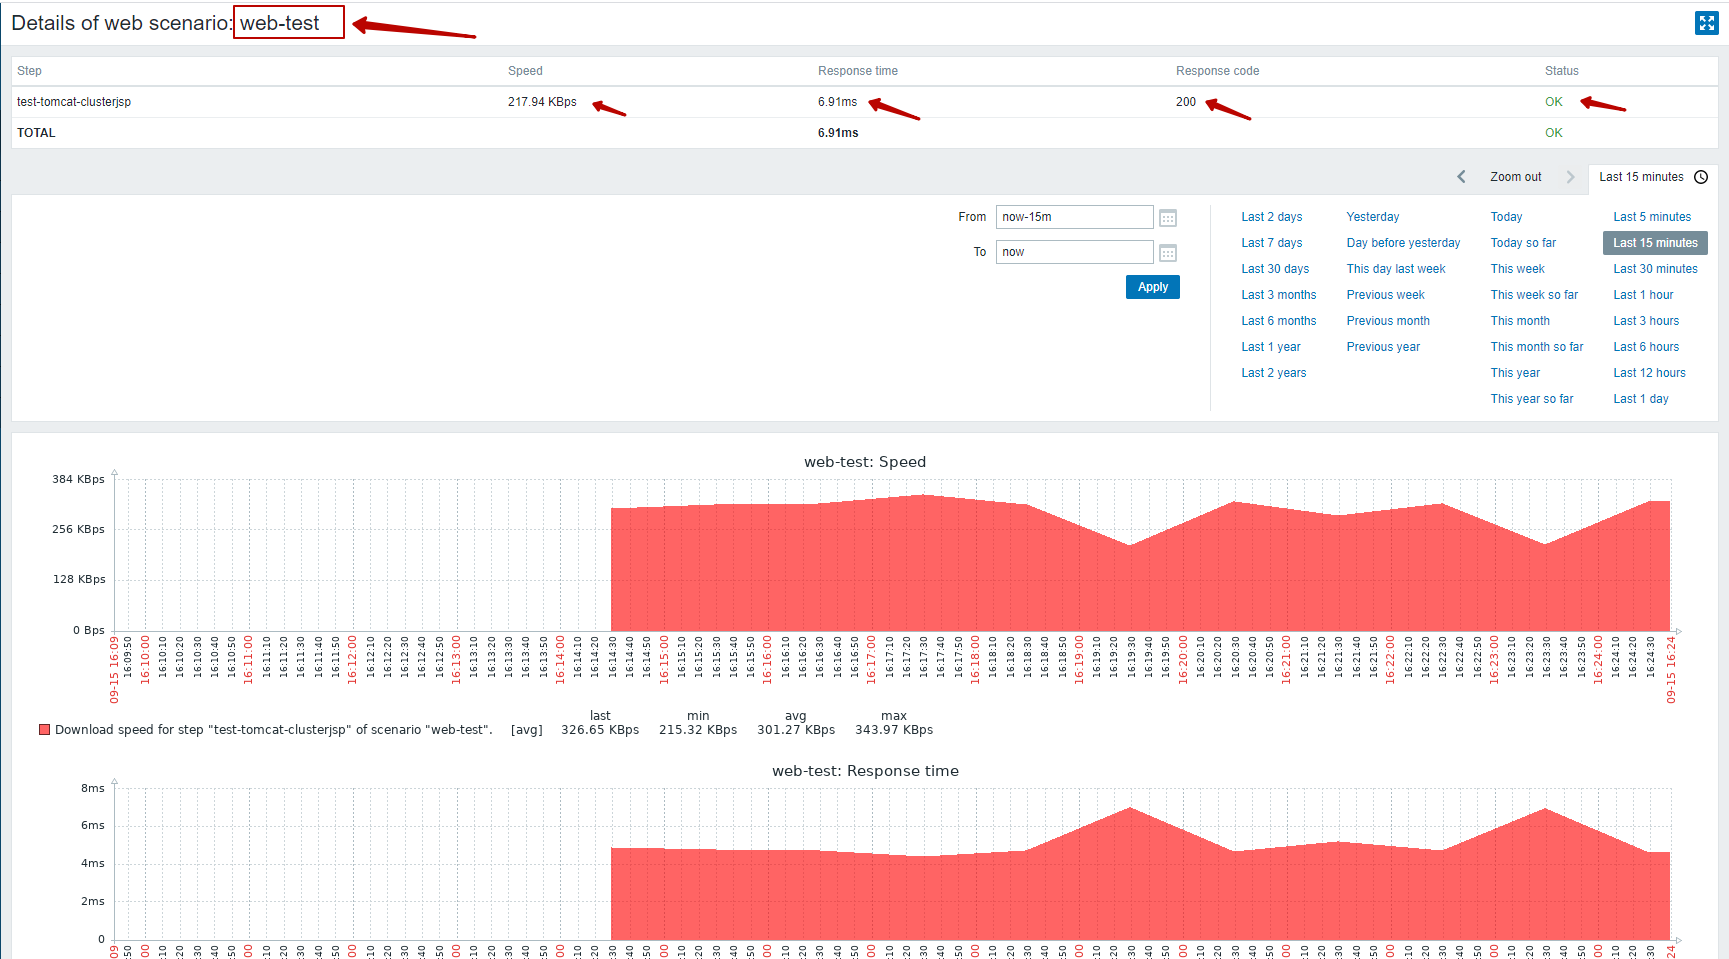 Details of web scenario: web-test
Step Speed Response time Response code Status
test-tomcat-clusterjsp 217.94 KBps 6.91ms 200 OK
TOTAL 6.91ms OK
Zoom out Last 15 minutes
From now-15m
To now
Apply
Last 2 days Yesterday Today Last 5 minutes
Last 7 days Day before yesterday Today so far Last 15 minutes
Last 30 days This day last week This week Last 30 minutes
Last 3 months Previous week This week so far Last 1 hour
Last 6 months Previous month This month Last 3 hours
Last 1 year Previous year This month so far Last 6 hours
Last 2 years This year Last 12 hours
This year so far Last 1 day
web-test: Speed
384 KBps
256 KBps
128 KBps
0 Bps
09-15 16:09 16:09:50 16:10:00 16:10:10 16:10:20 16:10:30 16:10:40 16:10:50 16:11:00 16:11:10 16:11:20 16:11:30 16:11:40 16:11:50 16:12:00 16:12:10 16:12:20 16:12:30 16:12:40 16:12:50 16:13:00 16:13:10 16:13:20 16:13:30 16:13:40 16:13:50 16:14:00 16:14:10 16:14:20 16:14:30 16:14:40 16:14:50 16:15:00 16:15:10 16:15:20 16:15:30 16:15:40 16:15:50 16:16:00 16:16:10 16:16:20 16:16:30 16:16:40 16:16:50 16:17:00 16:17:10 16:17:20 16:17:30 16:17:40 16:17:50 16:18:00 16:18:10 16:18:20 16:18:30 16:18:40 16:18:50 16:19:00 16:19:10 16:19:20 16:19:30 16:19:40 16:19:50 16:20:00 16:20:10 16:20:20 16:20:30 16:20:40 16:20:50 16:21:00 16:21:10 16:21:20 16:21:30 16:21:40 16:21:50 16:22:00 16:22:10 16:22:20 16:22:30 16:22:40 16:22:50 16:23:00 16:23:10 16:23:20 16:23:30 16:23:40 16:23:50 16:24:00 16:24:10 16:24:20 16:24:30 09-15 16:24
last min avg max
Download speed for step "test-tomcat-clusterjsp" of scenario "web-test". [avg] 326.65 KBps 215.32 KBps 301.27 KBps 343.97 KBps
web-test: Response time
8ms
6ms
4ms
2ms
0